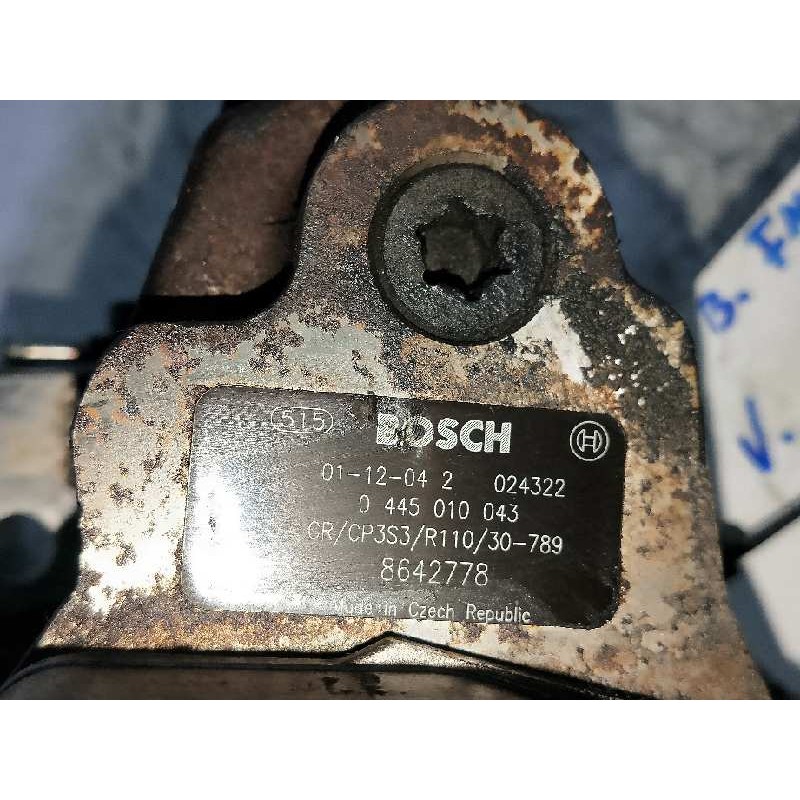 515 BOSCH H
01-12-04 2 024322
0 445 010 043
CR/CP3S3/R110/30-789
8642778
Made in Czech Republic
B.
V.